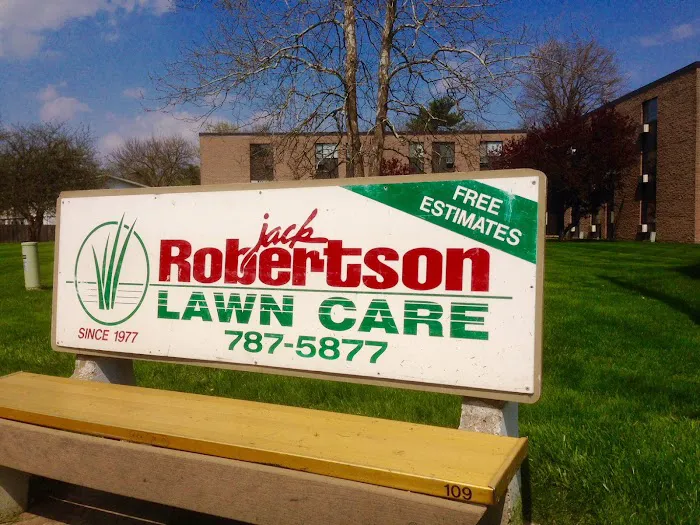 FREE
ESTIMATES
jack
Robertson
LAWN CARE
SINCE 1977
787-5877
109